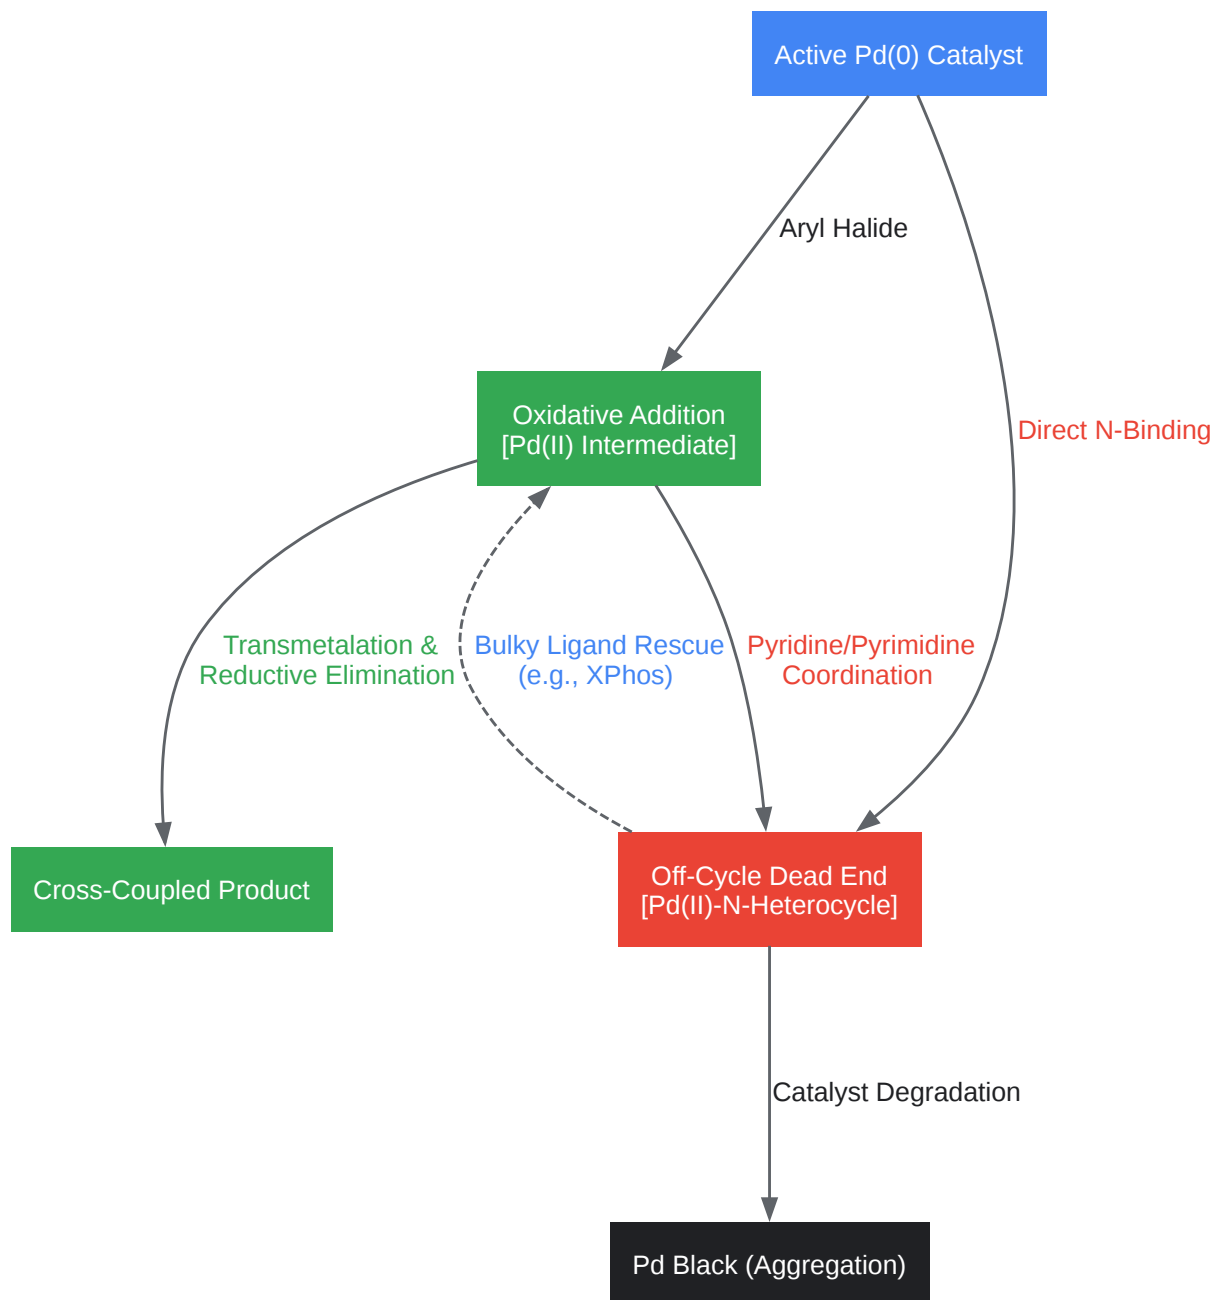 Active Pd(0) Catalyst
Aryl Halide
Oxidative Addition
[Pd(II) Intermediate]
Direct N-Binding
Transmetalation &
Reductive Elimination
Bulky Ligand Rescue
(e.g., XPhos)
Pyridine/Pyrimidine
Coordination
Cross-Coupled Product
Off-Cycle Dead End
[Pd(II)-N-Heterocycle]
Catalyst Degradation
Pd Black (Aggregation)